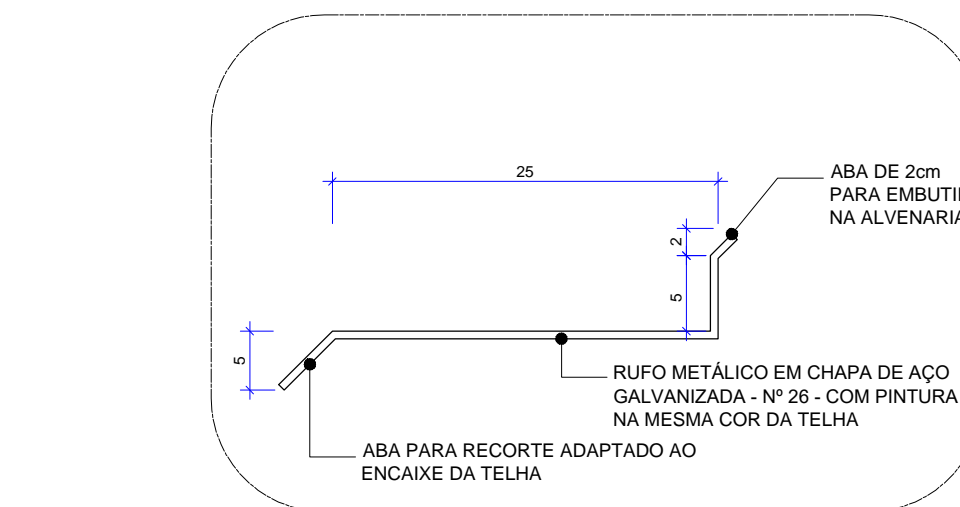 25
ABA DE 2cm
PARA EMBUTI
NA ALVENARIA
2
5
5
RUFO METÁLICO EM CHAPA DE AÇO
GALVANIZADA - Nº 26 - COM PINTURA
NA MESMA COR DA TELHA
ABA PARA RECORTE ADAPTADO AO
ENCAIXE DA TELHA